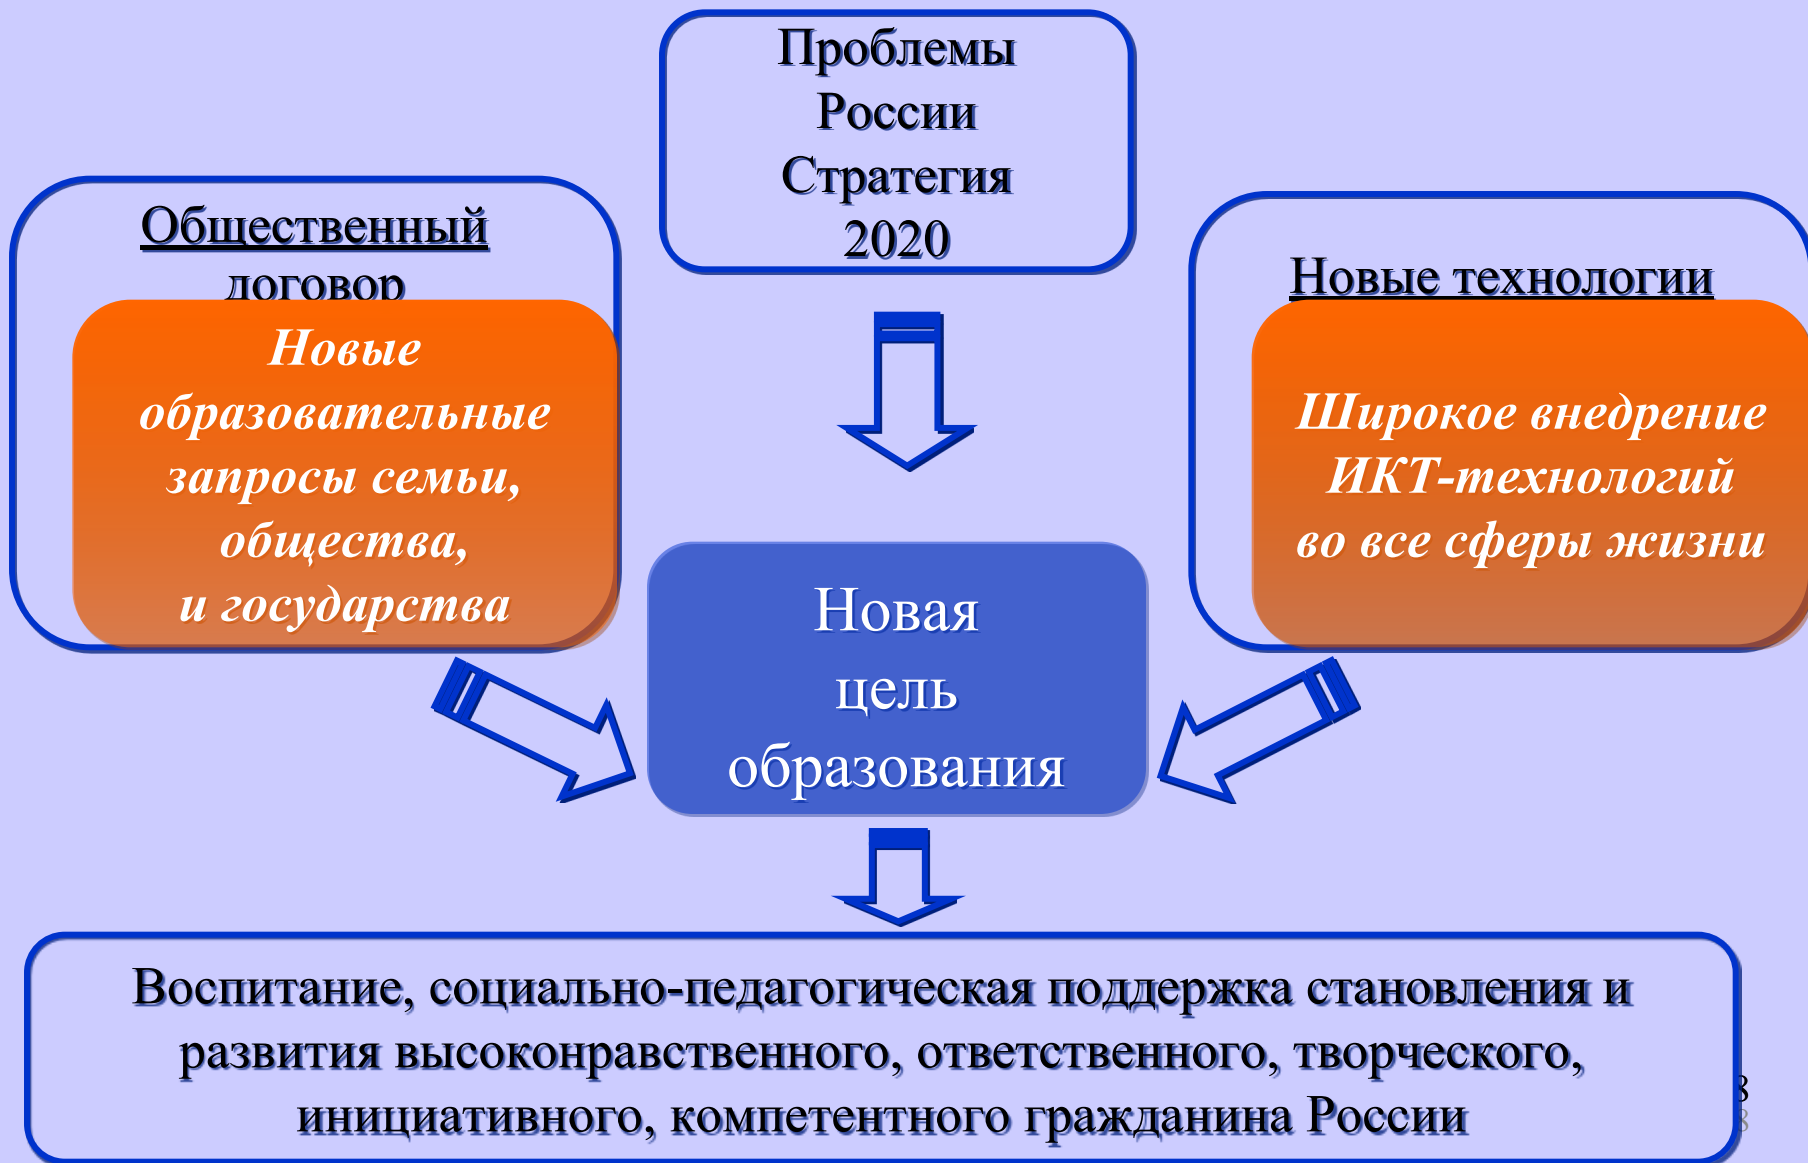 Проблемы
России
Стратегия
2020
Общественный
договор
Новые
образовательные
запросы семьи,
общества,
и государства
Новые технологии
Широкое внедрение
ИКТ-технологий
во все сферы жизни
Новая
цель
образования
Воспитание, социально-педагогическая поддержка становления и
развития высоконравственного, ответственного, творческого,
инициативного, компетентного гражданина России
8
8